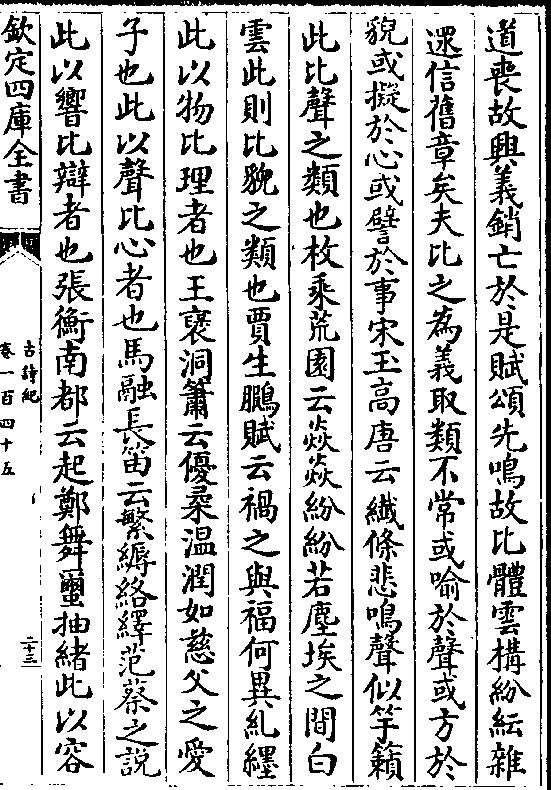 道喪故興義銷亡於是賦頌先鳴故比體雲構紛紜雜
還信舊章矣夫比之為義取類不常或喻於聲或方於
貌或擬於心或譬於事宋玉高唐云纎條悲鳴聲似竽籟
此比聲之類也枚乘菟園云焱焱紛紛若塵埃之間白
雲此則比貌之類也賈生鵬賦云禍之與福何異糺纆
此以物比理者也王襃洞簫云優柔温潤如慈父之愛
子也此以聲比心者也馬融長笛云繁縟絡繹范蔡之說
此以響比辯者也張衡南都云起鄭舞蠒抽緒此以容
欽定四庫全書
古詩紀
卷一百四十五
二十三